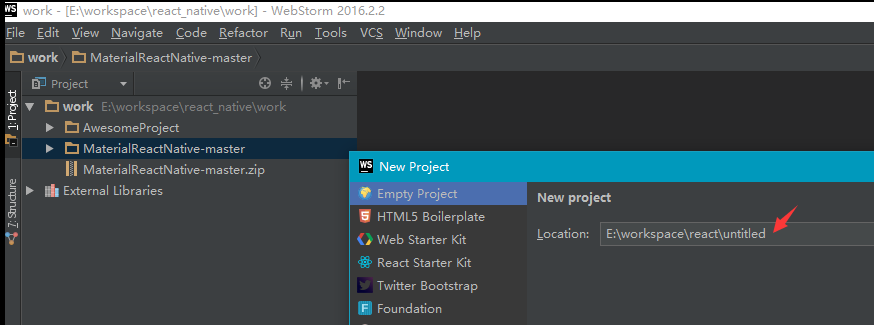 WS work - [E:\workspace\react_native\work] - WebStorm 2016.2.2
File Edit View Navigate Code Refactor Run Tools VCS Window Help
work MaterialReactNative-master
1: Project
7: Structure
Project
work E:\workspace\react_native\work
AwesomeProject
MaterialReactNative-master
MaterialReactNative-master.zip
External Libraries
WS New Project
Empty Project
HTML5 Boilerplate
Web Starter Kit
React Starter Kit
Twitter Bootstrap
Foundation
New project
Location: E:\workspace\react\untitled